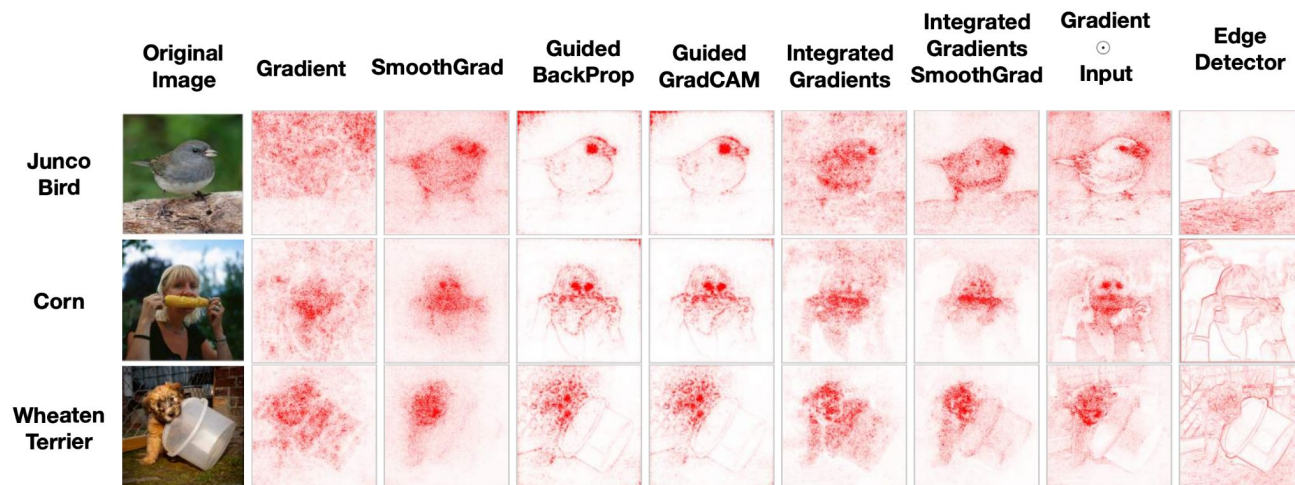 Original
Image
Gradient
SmoothGrad
Guided
BackProp
Guided
GradCAM
Integrated
Gradients
Integrated
Gradients
SmoothGrad
Gradient
⊙
Input
Edge
Detector
Junco
Bird
Corn
Wheaten
Terrier